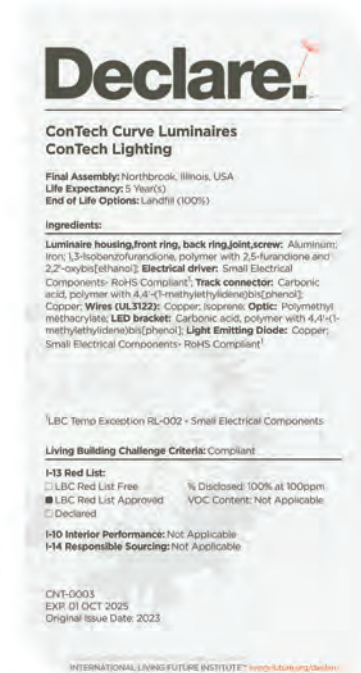 Declare.
ConTech Curve Luminaires
ConTech Lighting
Final Assembly: Northbrook, Illinois, USA
Life Expectancy: 5 Year(s)
End of Life Options: Landfill (100%)
Ingredients:
Luminaire housing,front ring, back ring,joint,screw: Aluminum;
Iron; 1,3-Isobenzofurandione, polymer with 2,5-furandione and
2,2'-oxybis[ethanol]; Electrical driver: Small Electrical
Components- RoHS Compliant¹; Track connector: Carbonic
acid, polymer with 4,4'-(1-methylethylidene)bis[phenol];
Copper; Wires (UL3122): Copper; Isoprene; Optic: Polymethyl
methacrylate; LED bracket: Carbonic acid, polymer with 4,4'-(1-
methylethylidene)bis[phenol]; Light Emitting Diode: Copper;
Small Electrical Components- RoHS Compliant¹
¹LBC Temp Exception RL-002 - Small Electrical Components
Living Building Challenge Criteria: Compliant
I-13 Red List:
LBC Red List Free % Disclosed: 100% at 100ppm
LBC Red List Approved VOC Content: Not Applicable
Declared
I-10 Interior Performance: Not Applicable
I-14 Responsible Sourcing: Not Applicable
CNT-0003
EXP. 01 OCT 2025
Original Issue Date: 2023
INTERNATIONAL LIVING FUTURE INSTITUTE™ living-future.org/declare